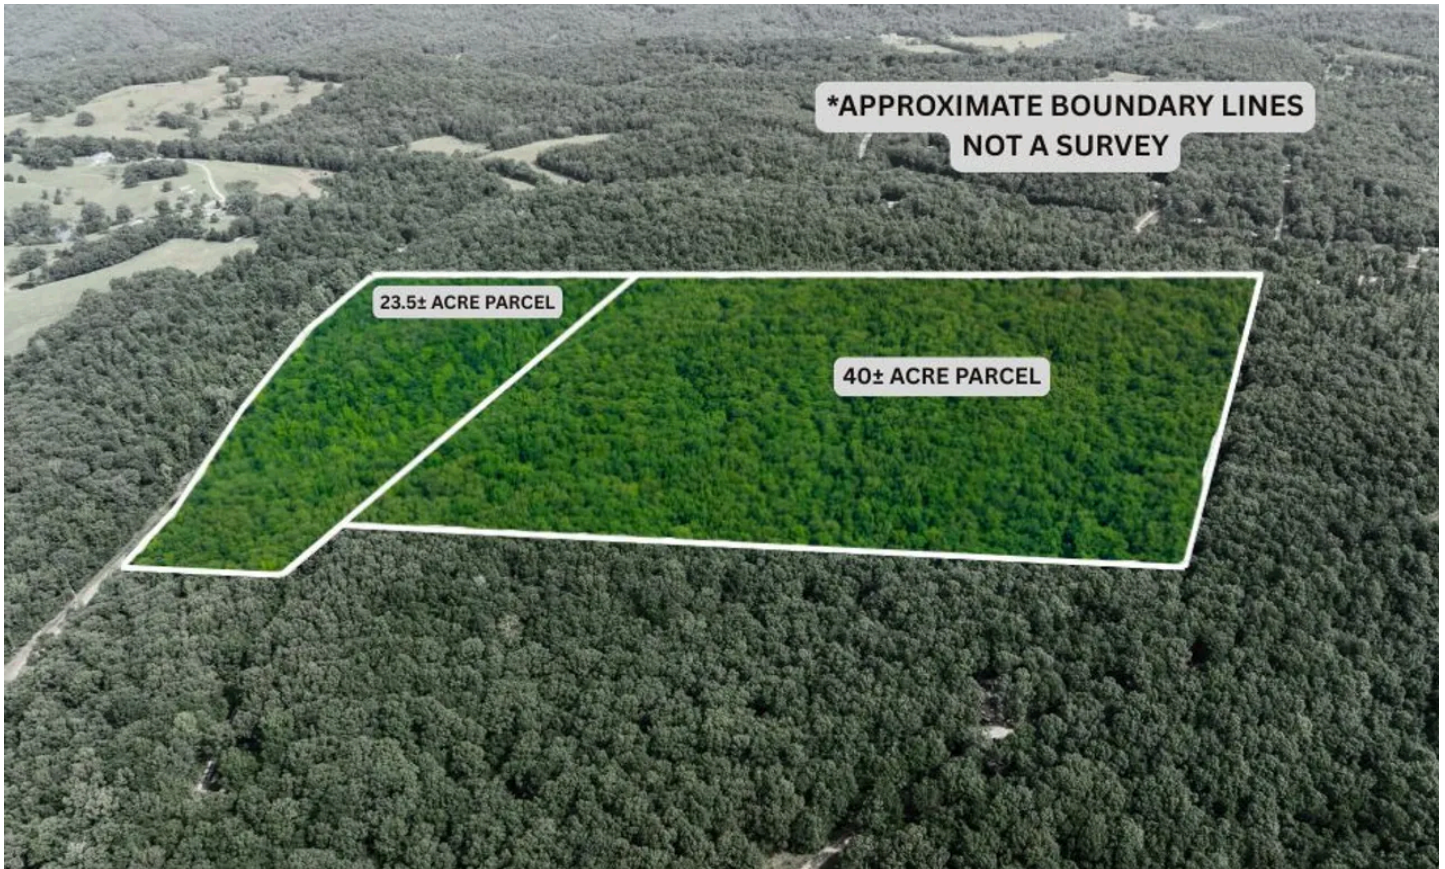 *APPROXIMATE BOUNDARY LINES
NOT A SURVEY
23.5± ACRE PARCEL
40± ACRE PARCEL